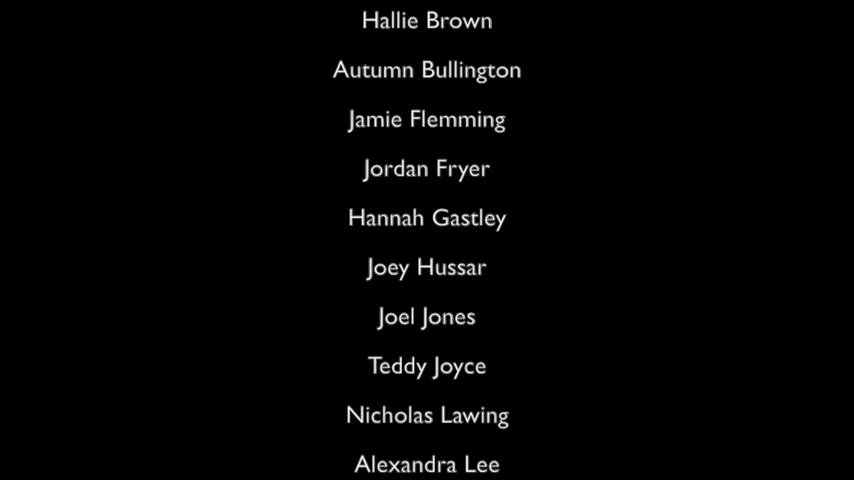 Hallie Brown
Autumn Bullington
Jamie Flemming
Jordan Fryer
Hannah Gastley
Joey Hussar
Joel Jones
Teddy Joyce
Nicholas Lawing
Alexandra Lee